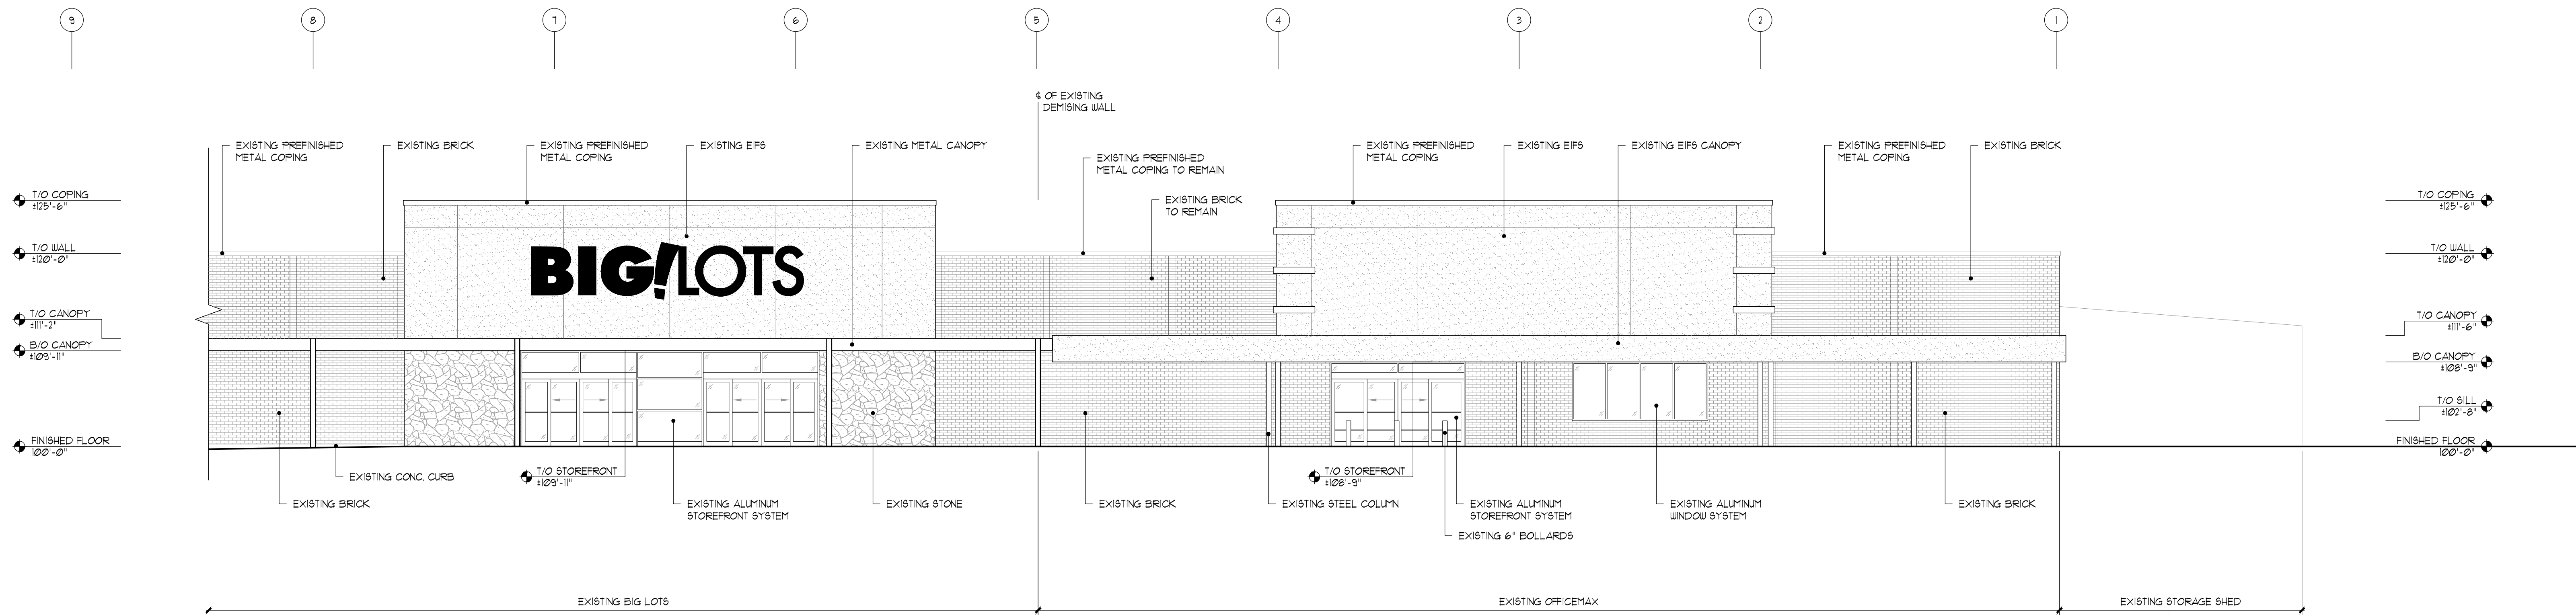 9
8
7
6
5
4
3
2
1
℄ OF EXISTING
DEMISING WALL
EXISTING PREFINISHED
METAL COPING
EXISTING BRICK
EXISTING PREFINISHED
METAL COPING
EXISTING EIFS
EXISTING METAL CANOPY
EXISTING PREFINISHED
METAL COPING TO REMAIN
EXISTING BRICK
TO REMAIN
EXISTING PREFINISHED
METAL COPING
EXISTING EIFS
EXISTING EIFS CANOPY
EXISTING PREFINISHED
METAL COPING
EXISTING BRICK
T/O COPING
±125'-6"
T/O WALL
±120'-0"
T/O CANOPY
±111'-2"
B/O CANOPY
±109'-11"
FINISHED FLOOR
100'-0"
BIG!LOTS
T/O COPING
±125'-6"
T/O WALL
±120'-0"
T/O CANOPY
±111'-6"
B/O CANOPY
±108'-9"
T/O SILL
±102'-8"
FINISHED FLOOR
100'-0"
EXISTING CONC. CURB
EXISTING BRICK
T/O STOREFRONT
±109'-11"
EXISTING ALUMINUM
STOREFRONT SYSTEM
EXISTING STONE
EXISTING BRICK
EXISTING STEEL COLUMN
T/O STOREFRONT
±108'-9"
EXISTING ALUMINUM
STOREFRONT SYSTEM
EXISTING 6" BOLLARDS
EXISTING ALUMINUM
WINDOW SYSTEM
EXISTING BRICK
EXISTING BIG LOTS
EXISTING OFFICEMAX
EXISTING STORAGE SHED